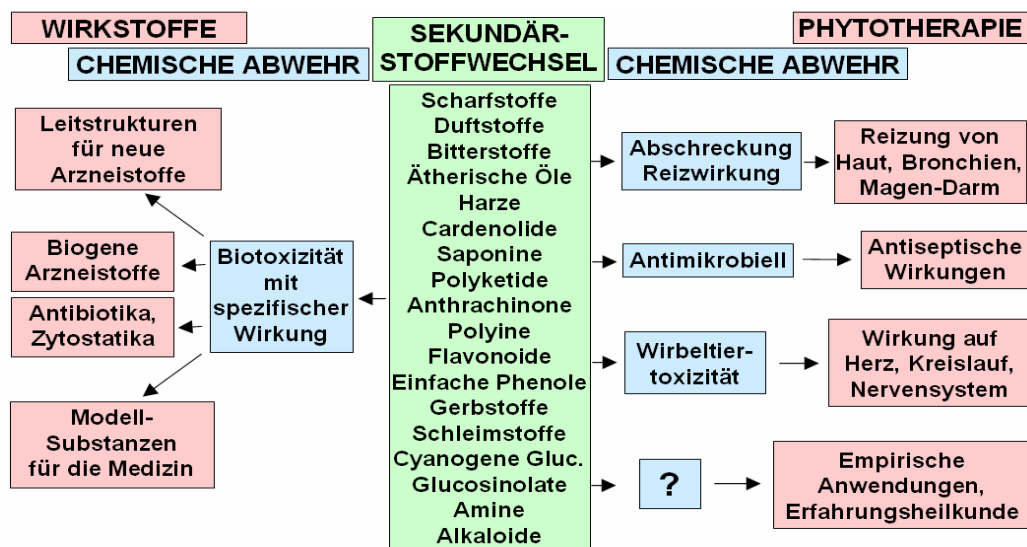 WIRKSTOFFE
CHEMISCHE ABWEHR
SEKUNDÄR-
STOFFWECHSEL
PHYTOTHERAPIE
CHEMISCHE ABWEHR
Leitstrukturen
für neue
Arzneistoffe
Biogene
Arzneistoffe
Antibiotika,
Zytostatika
Modell-
Substanzen
für die Medizin
Biotoxizität
mit
spezifischer
Wirkung
Scharfstoffe
Duftstoffe
Bitterstoffe
Ätherische Öle
Harze
Cardenolide
Saponine
Polyketide
Anthrachinone
Polyine
Flavonoide
Einfache Phenole
Gerbstoffe
Schleimstoffe
Cyanogene Gluc.
Glucosinolate
Amine
Alkaloide
Abschreckung
Reizwirkung
Reizung von
Haut, Bronchien,
Magen-Darm
Antimikrobiell
Antiseptische
Wirkungen
Wirbeltier-
toxizität
Wirkung auf
Herz, Kreislauf,
Nervensystem
?
Empirische
Anwendungen,
Erfahrungsheilkunde